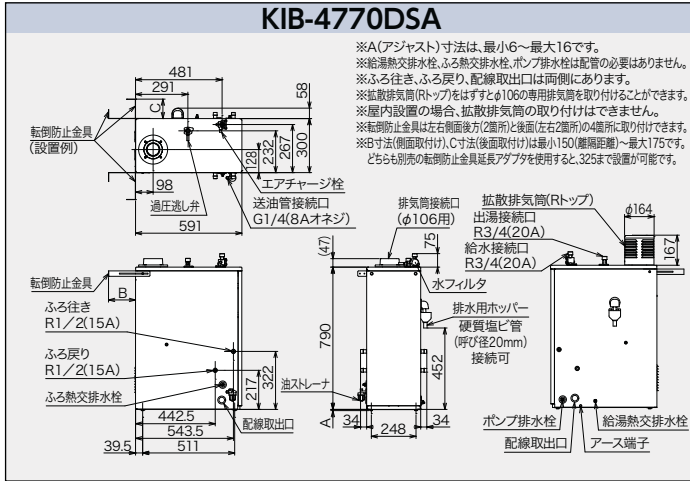 KIB-4770DSA
※A(アジャスト)寸法は、最小6～最大16です。
※給湯熱交排水栓、ふろ熱交排水栓、ポンプ排水栓は配管の必要はありません。
※ふろ往き、ふろ戻り、配線取出口は両側にあります。
※拡散排気筒(Rトップ)をはずすとφ106の専用排気筒を取り付けることができます。
※屋内設置の場合、拡散排気筒の取り付けはできません。
※転倒防止金具は左右側面後方(2箇所)と後面(左右2箇所)の4箇所に取り付けできます。
※B寸法(側面取付け)、C寸法(後面取付け)は最小150(離隔距離)～最大175です。
どちらも別売の転倒防止金具延長アダプタを使用すると、325まで設置が可能です。
481
291
58
C
転倒防止金具
(設置例)
128
232
267
300
98
過圧逃し弁
エアチャージ栓
送油管接続口
G1/4(8Aオネジ)
591
排気筒接続口
(φ106用)
(47)
75
拡散排気筒(Rトップ)
φ164
出湯接続口
R3/4(20A)
給水接続口
R3/4(20A)
167
水フィルタ
転倒防止金具
B
ふろ往き
R1/2(15A)
ふろ戻り
R1/2(15A)
ふろ熱交排水栓
322
217
790
排水用ホッパー
硬質塩ビ管
(呼び径20mm)
接続可
452
油ストレーナ
442.5
配線取出口
543.5
39.5
511
A
34
248
34
ポンプ排水栓
給湯熱交排水栓
配線取出口
アース端子